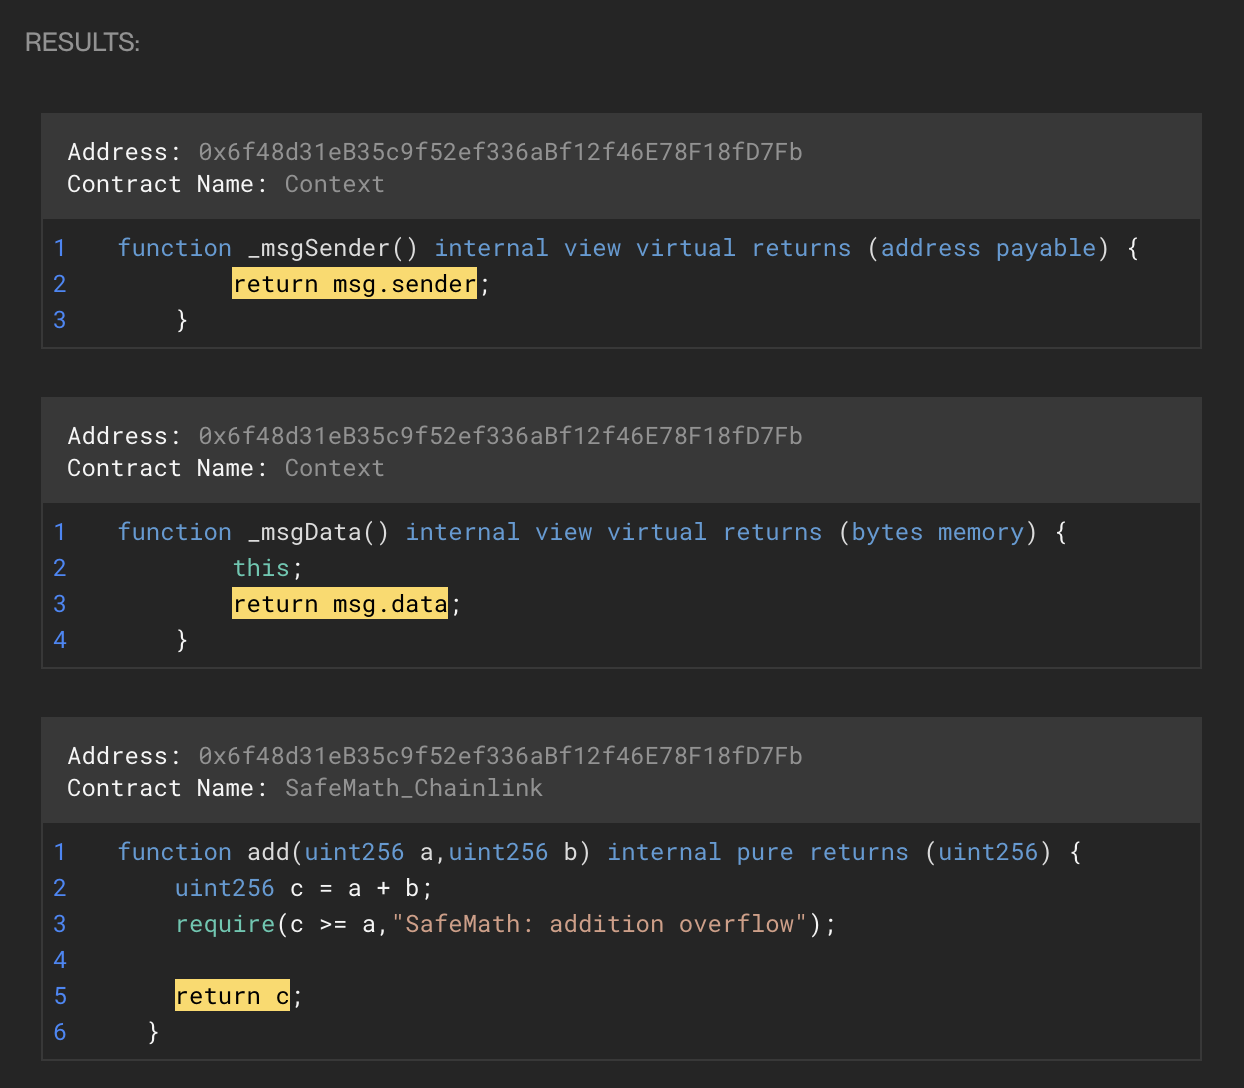 RESULTS:
Address: 0x6f48d31eB35c9f52ef336aBf12f46E78F18fD7Fb
Contract Name: Context
1 function _msgSender() internal view virtual returns (address payable) {
2 return msg.sender;
3 }
Address: 0x6f48d31eB35c9f52ef336aBf12f46E78F18fD7Fb
Contract Name: Context
1 function _msgData() internal view virtual returns (bytes memory) {
2 this;
3 return msg.data;
4 }
Address: 0x6f48d31eB35c9f52ef336aBf12f46E78F18fD7Fb
Contract Name: SafeMath_Chainlink
1 function add(uint256 a,uint256 b) internal pure returns (uint256) {
2 uint256 c = a + b;
3 require(c >= a,"SafeMath: addition overflow");
4
5 return c;
6 }